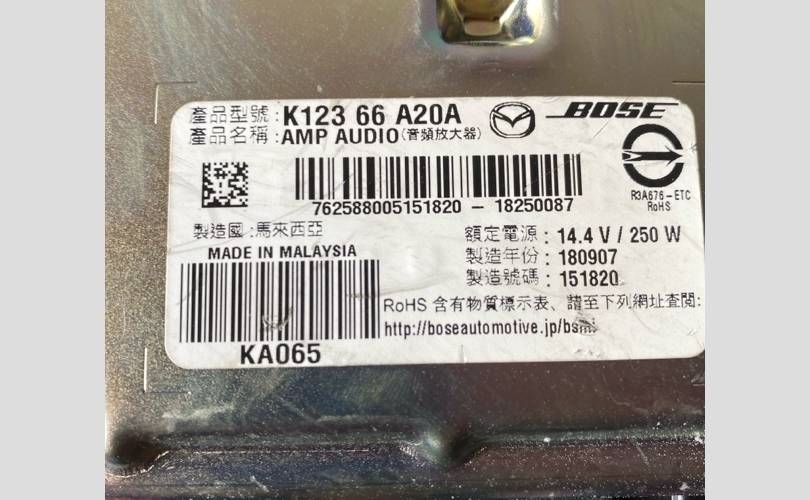 產品型號：K123 66 A20A
BOSE
產品名稱：AMP AUDIO(音頻放大器)
R3A676-ETC
RoHS
762588005151820 - 18250087
製造國：馬來西亞
MADE IN MALAYSIA
額定電源：14.4 V / 250 W
製造年份：180907
製造號碼：151820
RoHS 含有物質標示表、請至下列網址查閱：
http://boseautomotive.jp/bsmi
KA065